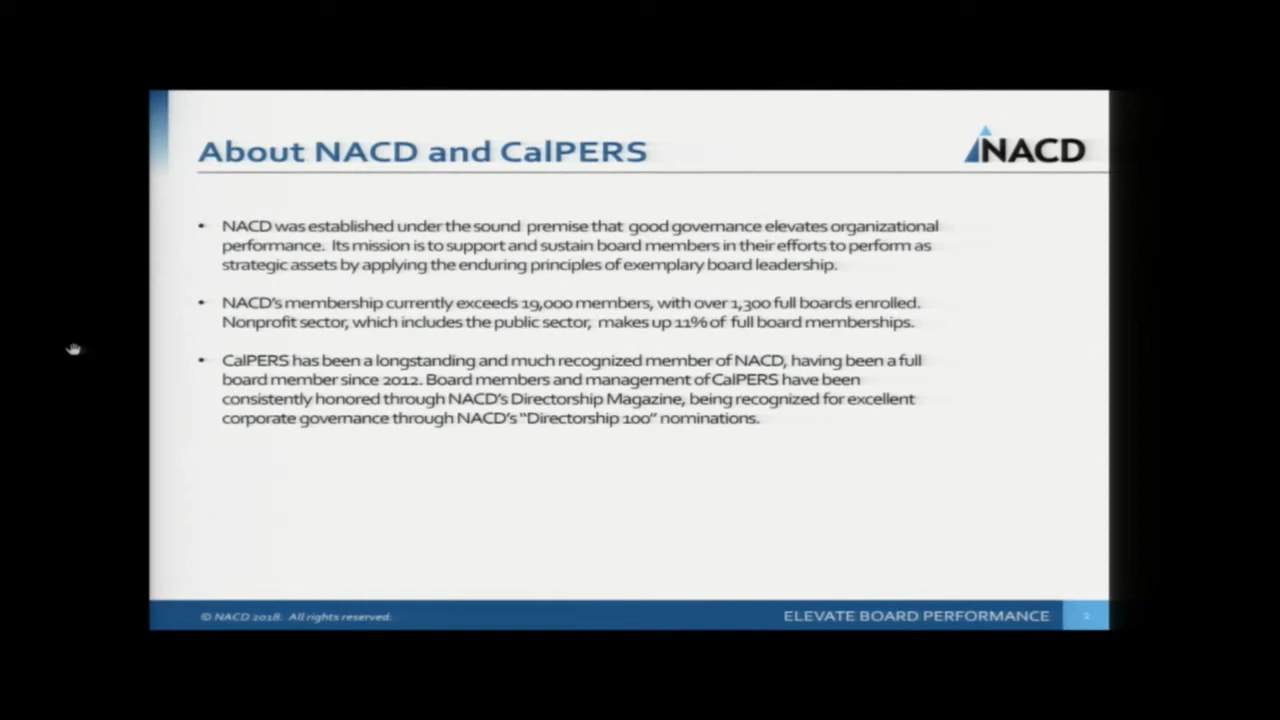 About NACD and CalPERS
NACD
• NACD was established under the sound premise that good governance elevates organizational
performance. Its mission is to support and sustain board members in their efforts to perform as
strategic assets by applying the enduring principles of exemplary board leadership.
• NACD's membership currently exceeds 19,000 members, with over 1,300 full boards enrolled.
Nonprofit sector, which includes the public sector, makes up 11% of full board memberships.
• CalPERS has been a longstanding and much recognized member of NACD, having been a full
board member since 2012. Board members and management of CalPERS have been
consistently honored through NACD's Directorship Magazine, being recognized for excellent
corporate governance through NACD's "Directorship 100" nominations.
© NACD 2018. All rights reserved.
ELEVATE BOARD PERFORMANCE
2